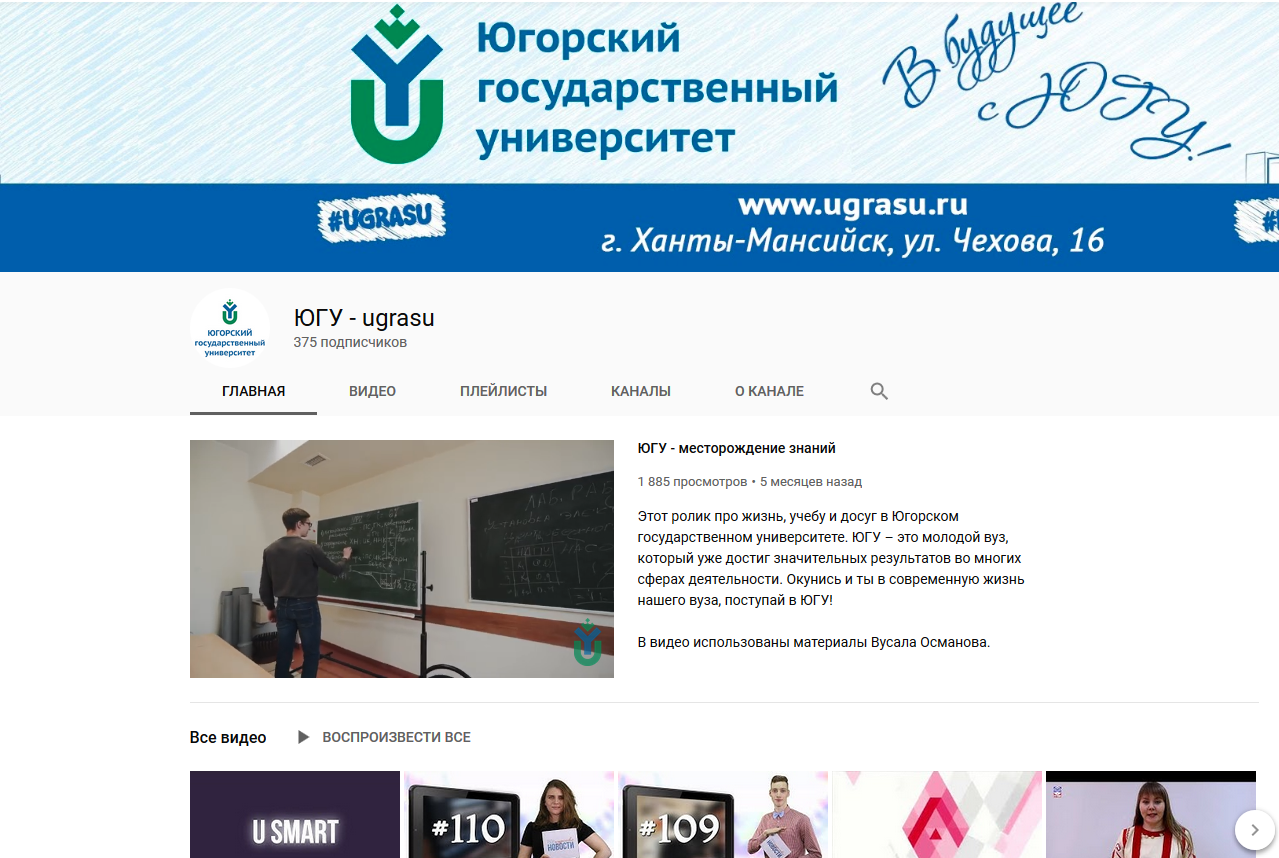 Югорский
государственный
университет
В будущее
с ЮГУ!
#UGRASU
www.ugrasu.ru
г. Ханты-Мансийск, ул. Чехова, 16
ЮГОРСКИЙ
государственный
университет
ЮГУ - ugrasu
375 подписчиков
ГЛАВНАЯ ВИДЕО ПЛЕЙЛИСТЫ КАНАЛЫ О КАНАЛЕ
ЛАБ. РАБ
ЮГУ - месторождение знаний
1 885 просмотров • 5 месяцев назад
Этот ролик про жизнь, учебу и досуг в Югорском
государственном университете. ЮГУ – это молодой вуз,
который уже достиг значительных результатов во многих
сферах деятельности. Окунись и ты в современную жизнь
нашего вуза, поступай в ЮГУ!
В видео использованы материалы Вусала Османова.
Все видео ВОСПРОИЗВЕСТИ ВСЕ
U SMART
#110
НОВОСТИ
#109
НОВОСТИ